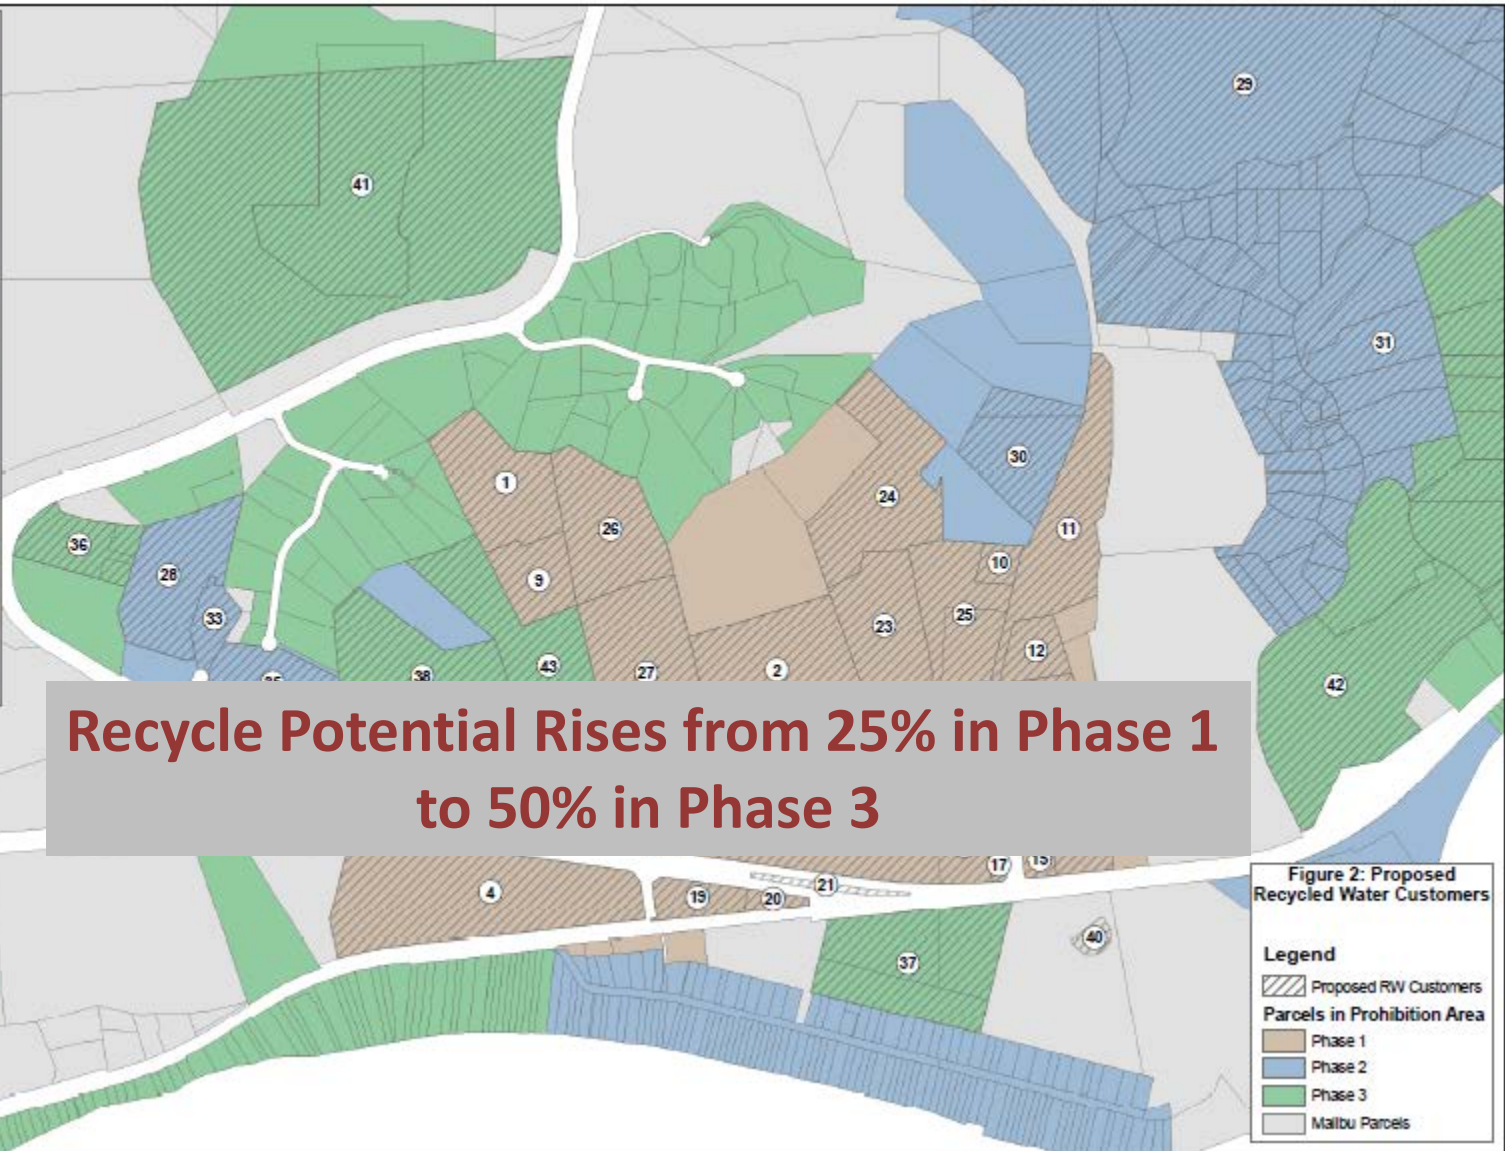 29
41
31
30
1
24
26
11
36
10
28
9
25
33
23
12
43
38
27
2
42
35
Recycle Potential Rises from 25% in Phase 1
to 50% in Phase 3
17
15
4
21
19
20
40
37
Figure 2: Proposed
Recycled Water Customers
Legend
Proposed RW Customers
Parcels in Prohibition Area
Phase 1
Phase 2
Phase 3
Malibu Parcels